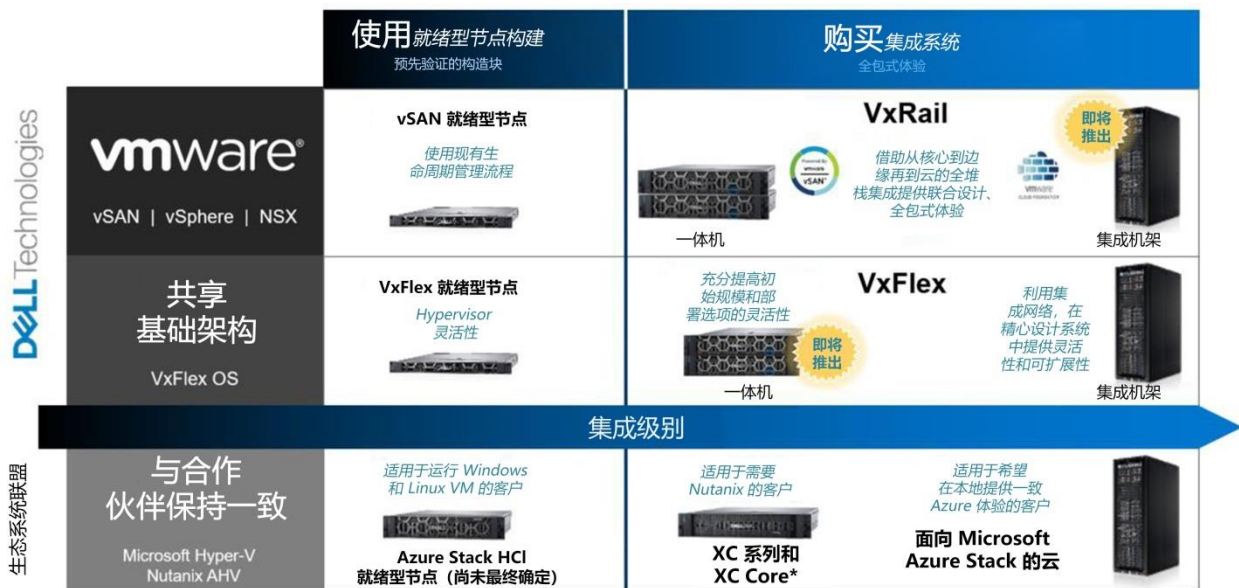 使用就绪型节点构建
预先验证的构造块
购买集成系统
全包式体验
DELL Technologies
vmware®
vSAN | vSphere | NSX
vSAN 就绪型节点
使用现有生
命周期管理流程
VxRail
Powered By
vmware
vSAN™
借助从核心到边
缘再到云的全堆
栈集成提供联合设计、
全包式体验
vmware
CLOUD FOUNDATION
即将
推出
一体机
集成机架
共享
基础架构
VxFlex OS
VxFlex 就绪型节点
Hypervisor
灵活性
充分提高初
始规模和部
署选项的灵活性
即将
推出
一体机
VxFlex
利用集
成网络，在
精心设计系统
中提供灵活
性和可扩展性
集成机架
集成级别
生态系统联盟
与合作
伙伴保持一致
Microsoft Hyper-V
Nutanix AHV
适用于运行 Windows
和 Linux VM 的客户
Azure Stack HCI
就绪型节点（尚未最终确定）
适用于需要
Nutanix 的客户
XC 系列和
XC Core*
适用于希望
在本地提供一致
Azure 体验的客户
面向 Microsoft
Azure Stack 的云